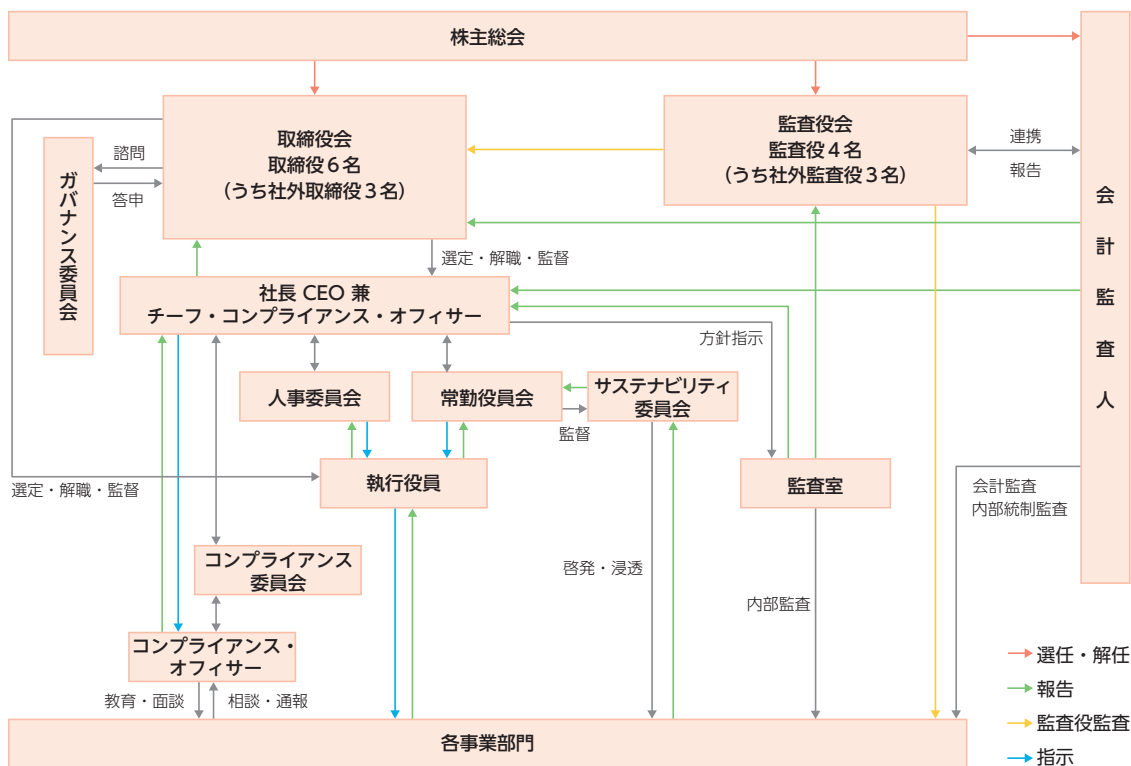 株主総会
取締役会
取締役6名
(うち社外取締役3名)
監査役会
監査役4名
(うち社外監査役3名)
連携
報告
会計監査人
諮問
答申
ガバナンス委員会
選定・解職・監督
社長 CEO 兼
チーフ・コンプライアンス・オフィサー
方針指示
人事委員会
常勤役員会
サステナビリティ
委員会
監督
執行役員
監査室
選定・解職・監督
会計監査
内部統制監査
コンプライアンス
委員会
啓発・浸透
内部監査
コンプライアンス・
オフィサー
教育・面談
相談・通報
各事業部門
選任・解任
報告
監査役監査
指示